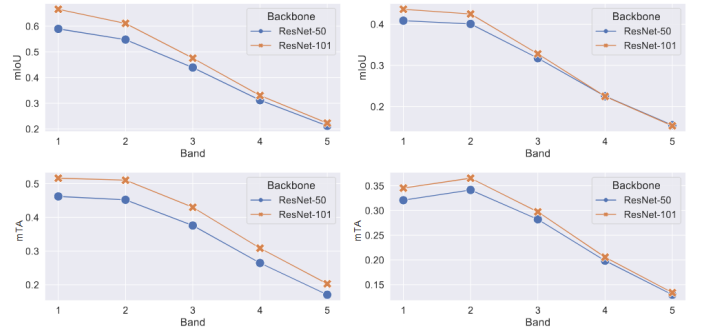 mIoU
0.6
0.5
0.4
0.3
0.2
Backbone
ResNet-50
ResNet-101
1 2 3 4 5
Band
mIoU
0.4
0.3
0.2
Backbone
ResNet-50
ResNet-101
1 2 3 4 5
Band
mTA
0.5
0.4
0.3
0.2
Backbone
ResNet-50
ResNet-101
1 2 3 4 5
Band
mTA
0.35
0.30
0.25
0.20
0.15
Backbone
ResNet-50
ResNet-101
1 2 3 4 5
Band